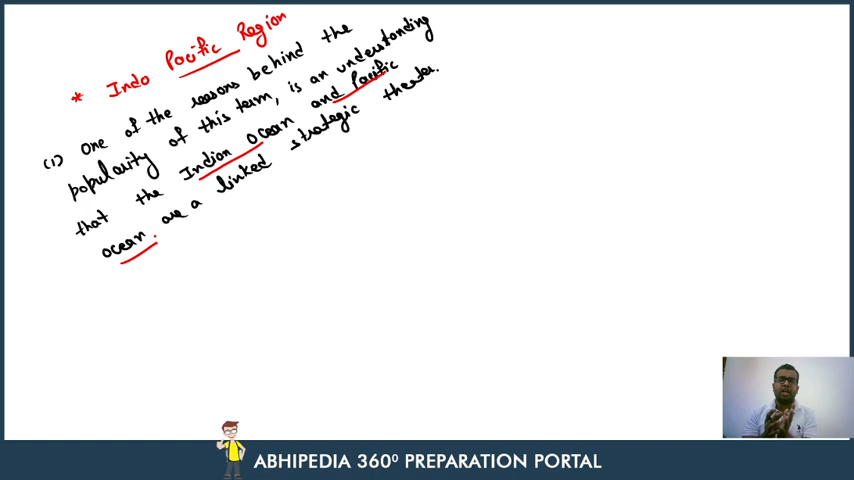 * Indo Pacific Region
(1) One of the reasons behind the
popularity of this term, is an understanding
that the Indian Ocean and Pacific
ocean are a linked strategic theater.
ABHIPEDIA 360⁰ PREPARATION PORTAL